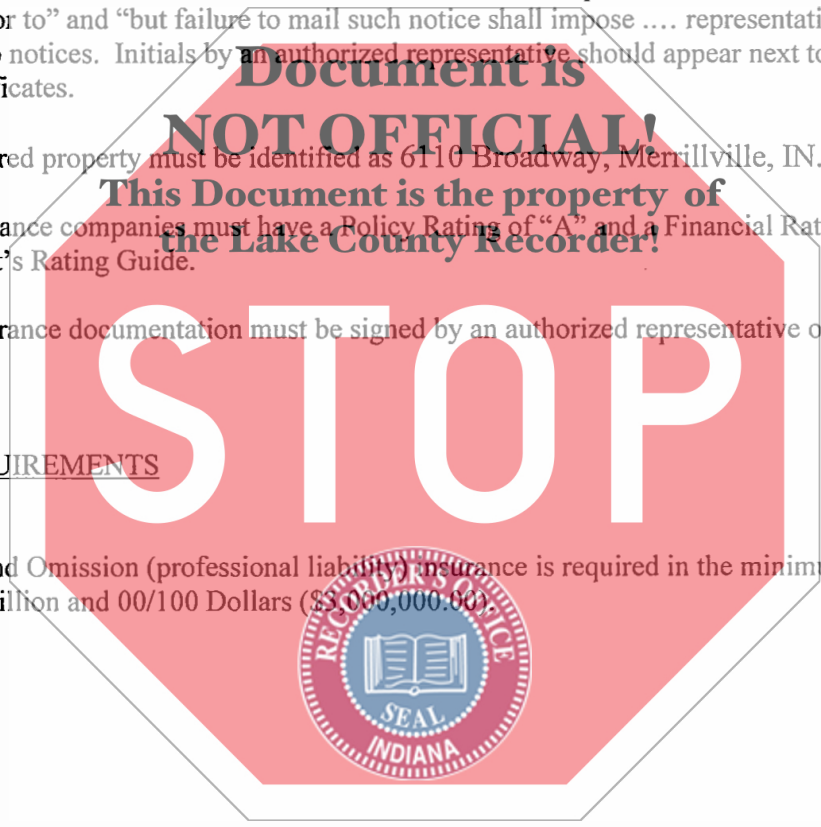 or to” and “but failure to mail such notice shall impose .... representati
notices. Initials by an authorized representative should appear next to
icates.
Document is
NOT OFFICIAL!
red property must be identified as 6110 Broadway, Merrillville, IN.
This Document is the property of
ance companies must have a Policy Rating of “A” and a Financial Rat
the Lake County Recorder!
t’s Rating Guide.
rance documentation must be signed by an authorized representative o
STOP
UIREMENTS
nd Omission (professional liability) insurance is required in the minimu
illion and 00/100 Dollars ($3,000,000.00).
RECORDER'S OFFICE
SEAL
INDIANA